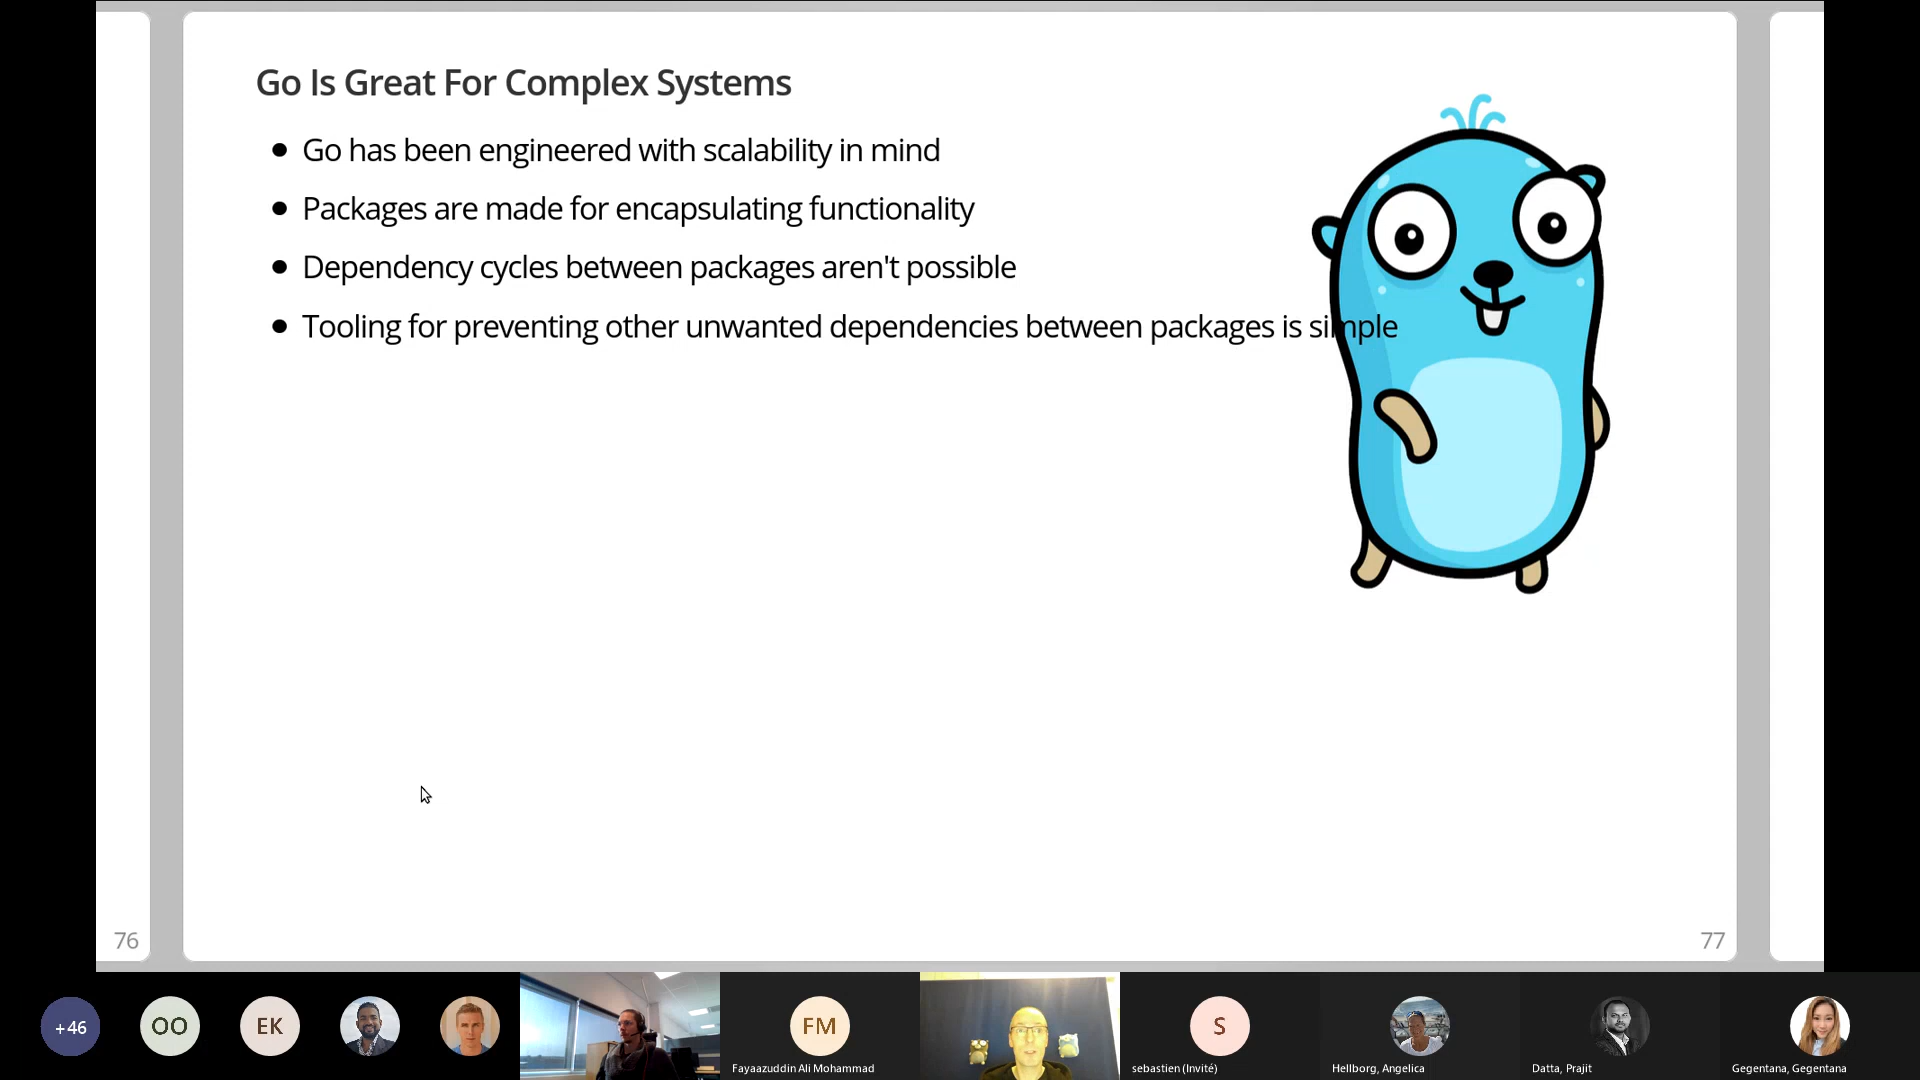 Go Is Great For Complex Systems
Go has been engineered with scalability in mind
Packages are made for encapsulating functionality
Dependency cycles between packages aren't possible
Tooling for preventing other unwanted dependencies between packages is simple
76
77
+46
OO
EK
FM
Fayaazuddin Ali Mohammad
S
sebastien (Invité)
Hellborg, Angelica
Datta, Prajit
Gegentana, Gegentana